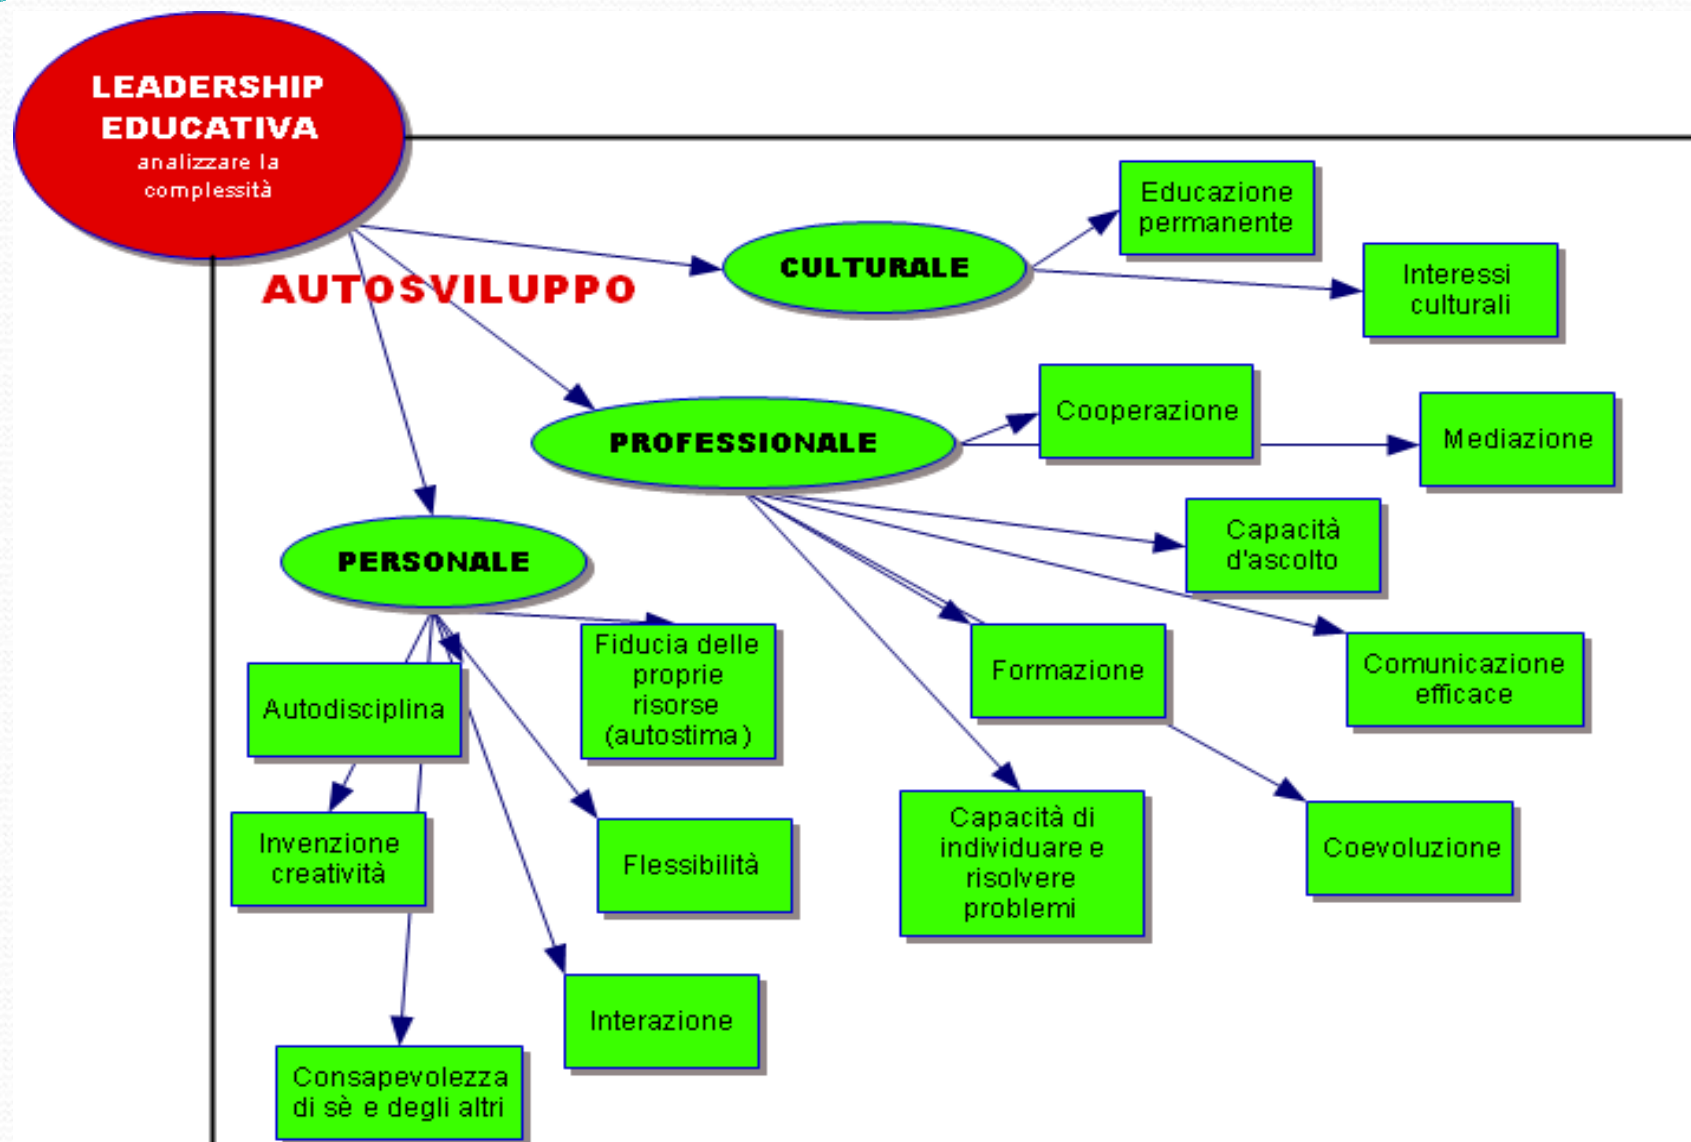 LEADERSHIP
EDUCATIVA
analizzare la
complessità
AUTOSVILUPPO
CULTURALE
Educazione
permanente
Interessi
culturali
PROFESSIONALE
Cooperazione
Mediazione
Capacità
d'ascolto
Comunicazione
efficace
Formazione
Coevoluzione
Capacità di
individuare e
risolvere
problemi
PERSONALE
Fiducia delle
proprie
risorse
(autostima)
Autodisciplina
Invenzione
creatività
Flessibilità
Interazione
Consapevolezza
di sè e degli altri